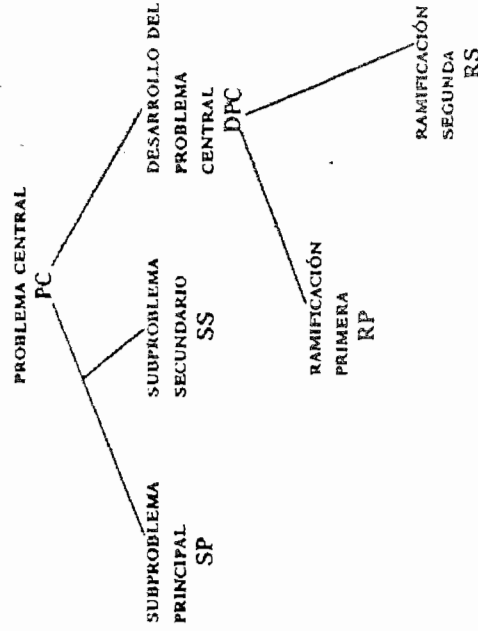 PROBLEMA CENTRAL
PC
SUBPROBLEMA
PRINCIPAL
SP
SUBPROBLEMA
SECUNDARIO
SS
DESARROLLO DEL
PROBLEMA
CENTRAL
DPC
RAMIFICACIÓN
PRIMERA
RP
RAMIFICACIÓN
SEGUNDA
RS